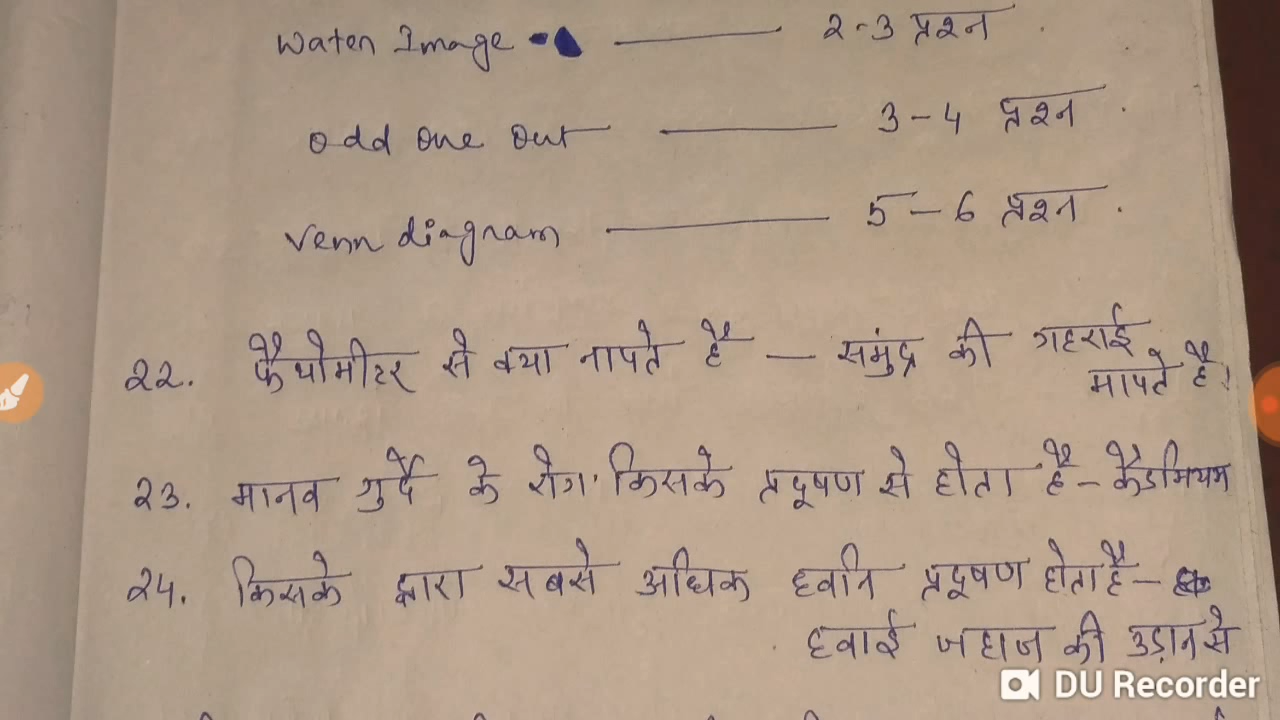 Water Image - ——— 2-3 प्रश्न .
odd one out ——— 3-4 प्रश्न .
Venn diagram ——— 5-6 प्रश्न .
22. फैथोमीटर से क्या नापते हैं — समुंद्र की गहराई
मापते हैं।
23. मानव गुर्दे के रोग किसके प्रदूषण से होता है - कैडमियम
24. किसके द्वारा सबसे अधिक ध्वनि प्रदूषण होता है —
हवाई जहाज की उड़ान से
DU Recorder